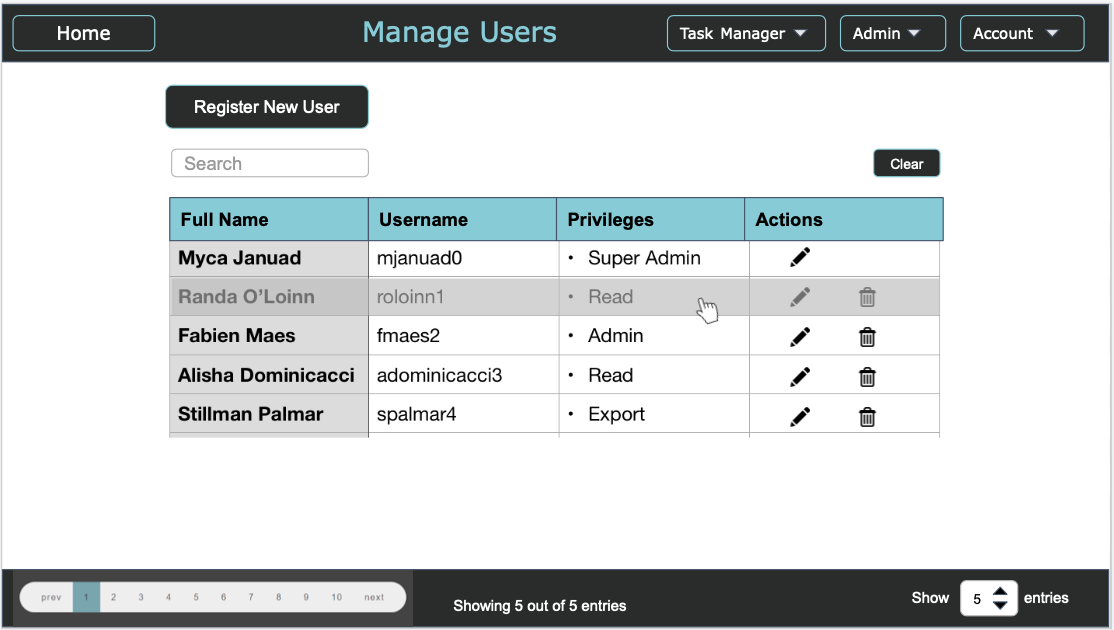 Home Manage Users Task Manager Admin Account
Register New User
Search Clear
Full Name Username Privileges Actions
Myca Januad mjanuad0 • Super Admin
Randa O’Loinn roloinn1 • Read
Fabien Maes fmaes2 • Admin
Alisha Dominicacci adominicacci3 • Read
Stillman Palmar spalmar4 • Export
prev 1 2 3 4 5 6 7 8 9 10 next Showing 5 out of 5 entries Show 5 entries